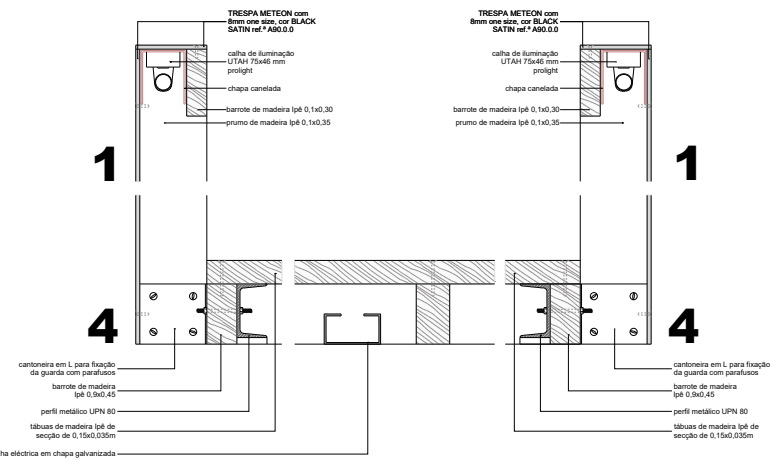 TRESPA METEON com
8mm one size, cor BLACK
SATIN ref.ª A90.0.0
calha de iluminação
UTAH 75x46 mm
prolight
chapa canelada
barrote de madeira Ipê 0,1x0,30
prumo de madeira Ipê 0,1x0,35
1
TRESPA METEON com
8mm one size, cor BLACK
SATIN ref.ª A90.0.0
calha de iluminação
UTAH 75x46 mm
prolight
chapa canelada
barrote de madeira Ipê 0,1x0,30
prumo de madeira Ipê 0,1x0,35
1
4
cantoneira em L para fixação
da guarda com parafusos
barrote de madeira
Ipê 0,9x0,45
perfil metálico UPN 80
tábuas de madeira Ipê de
secção de 0,15x0,035m
ha eléctrica em chapa galvanizada
4
cantoneira em L para fixação
da guarda com parafusos
barrote de madeira
Ipê 0,9x0,45
perfil metálico UPN 80
tábuas de madeira Ipê de
secção de 0,15x0,035m